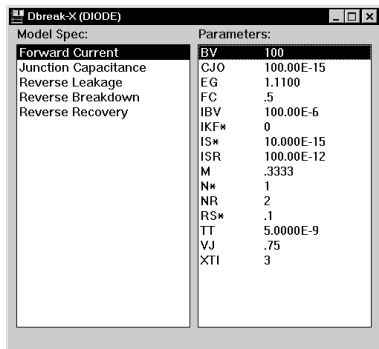 Dbreak-X (DIODE)
Model Spec:
Forward Current
Junction Capacitance
Reverse Leakage
Reverse Breakdown
Reverse Recovery
Parameters:
BV 100
CJO 100.00E-15
EG 1.1100
FC .5
IBV 100.00E-6
IKF* 0
IS* 10.000E-15
ISR 100.00E-12
M .3333
N* 1
NR 2
RS* .1
TT 5.0000E-9
VJ .75
XTI 3